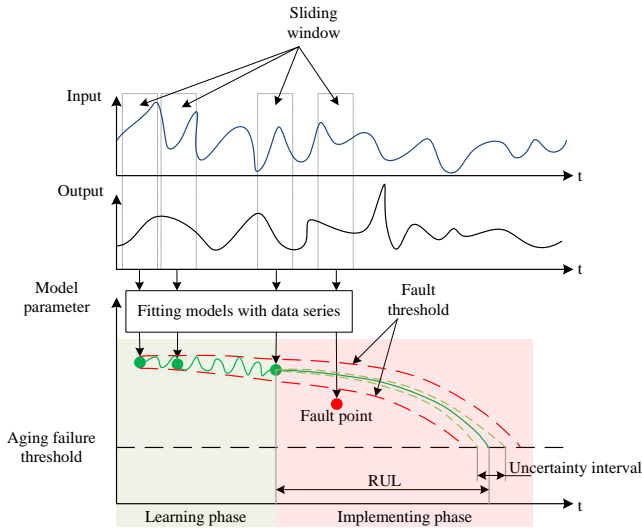 Sliding
window
Input
t
Output
t
Model
parameter
Fitting models with data series
Fault
threshold
Fault point
Aging failure
threshold
Uncertainty interval
RUL
Learning phase
Implementing phase
t